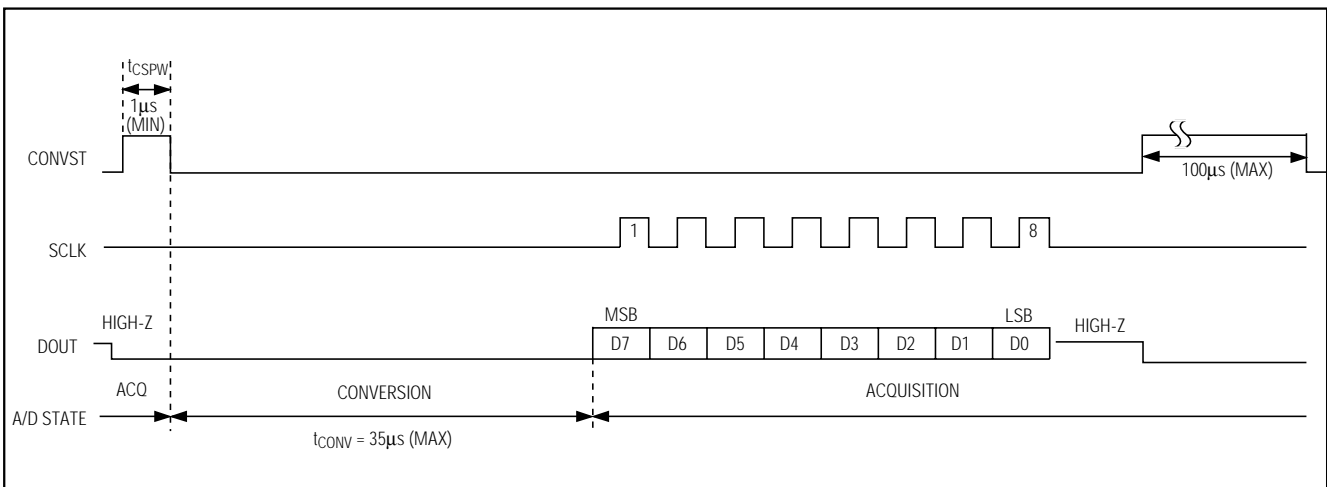 tCSPW
1µs
(MIN)
CONVST
100µs (MAX)
SCLK
1
8
HIGH-Z
MSB
LSB
HIGH-Z
DOUT
D7 D6 D5 D4 D3 D2 D1 D0
ACQ
CONVERSION
ACQUISITION
A/D STATE
tCONV = 35µs (MAX)